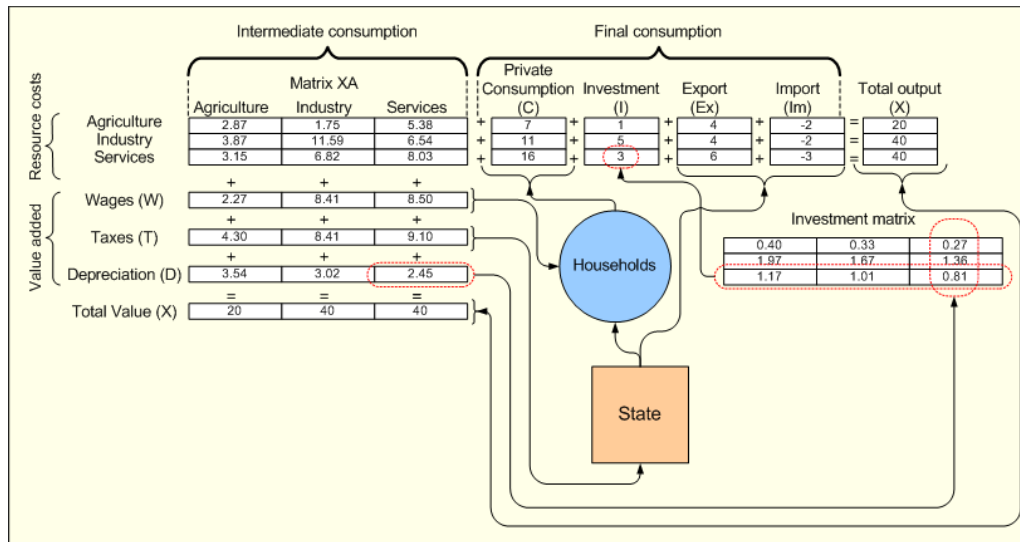 Intermediate consumption Final consumption
Matrix XA Private Consumption (C) Investment (I) Export (Ex) Import (Im) Total output (X)
Agriculture Industry Services
Resource costs
Agriculture 2.87 1.75 5.38 + 7 + 1 + 4 + -2 = 20
Industry 3.87 11.59 6.54 + 11 + 5 + 4 + -2 = 40
Services 3.15 6.82 8.03 + 16 + 3 + 6 + -3 = 40
+ + +
Value added
Wages (W) 2.27 8.41 8.50
+ + +
Taxes (T) 4.30 8.41 9.10
+ + +
Depreciation (D) 3.54 3.02 2.45
= = =
Total Value (X) 20 40 40
Households
Investment matrix
0.40 0.33 0.27
1.97 1.67 1.36
1.17 1.01 0.81
State